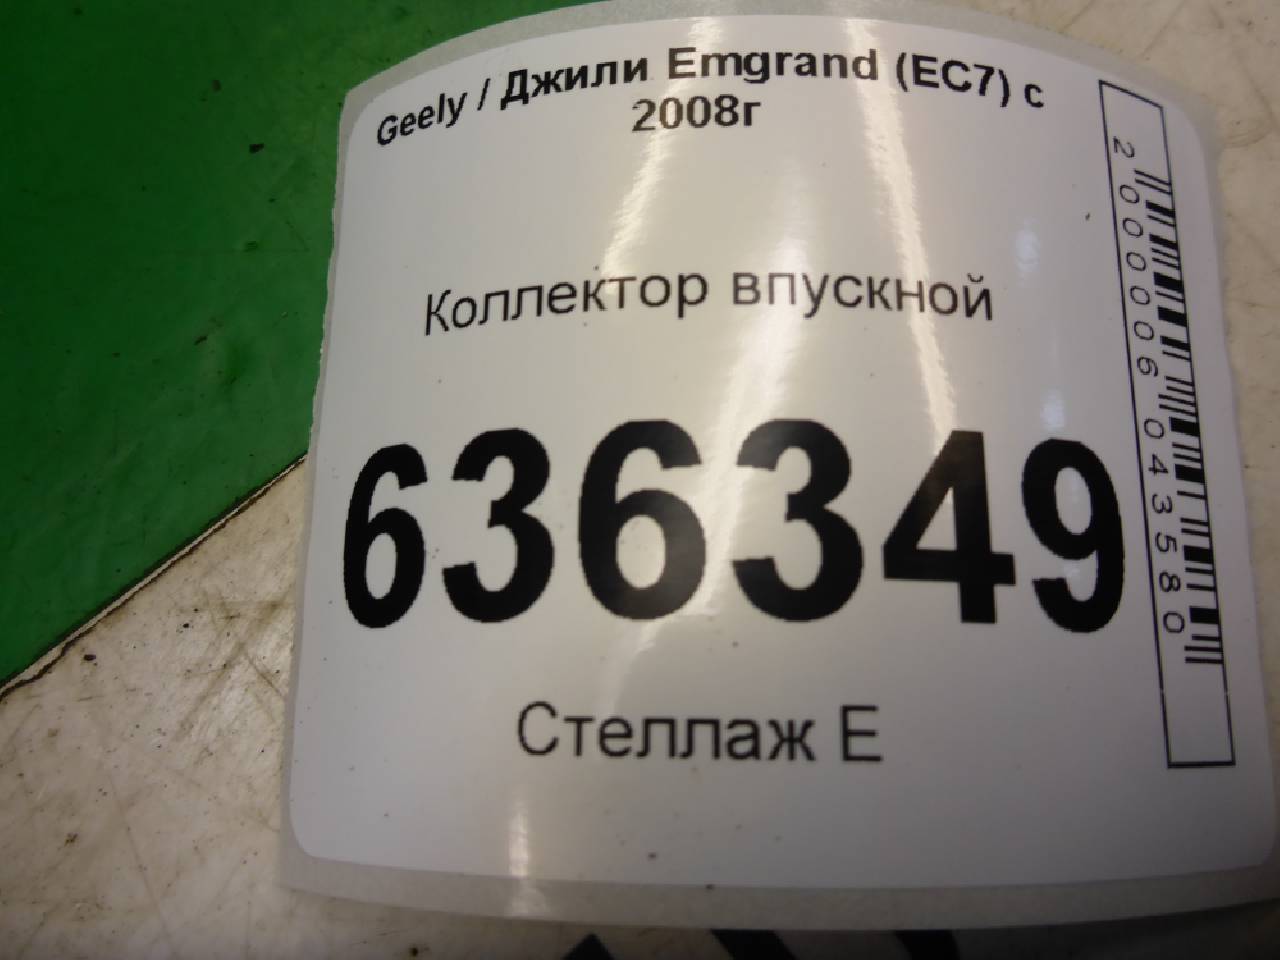 Geely / Джили Emgrand (EC7) с
2008г
Коллектор впускной
636349
Стеллаж Е
2000006043580